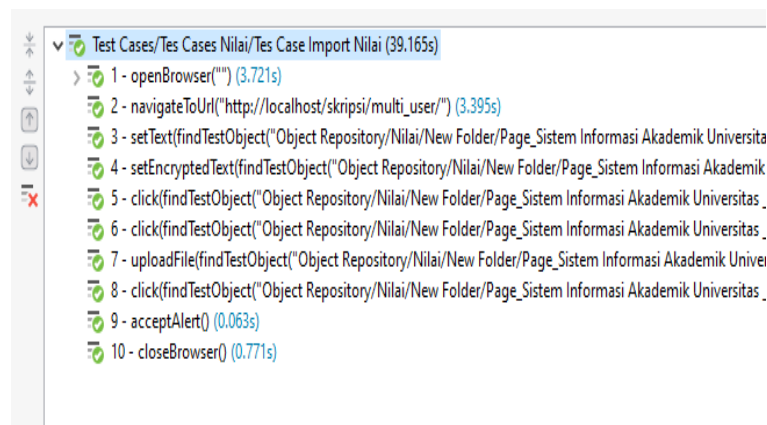 Test Cases/Tes Cases Nilai/Tes Case Import Nilai (39.165s)
1 - openBrowser("") (3.721s)
2 - navigateToUrl("http://localhost/skripsi/multi_user/") (3.395s)
3 - setText(findTestObject("Object Repository/Nilai/New Folder/Page_Sistem Informasi Akademik Universita
4 - setEncryptedText(findTestObject("Object Repository/Nilai/New Folder/Page_Sistem Informasi Akademik
5 - click(findTestObject("Object Repository/Nilai/New Folder/Page_Sistem Informasi Akademik Universitas _
6 - click(findTestObject("Object Repository/Nilai/New Folder/Page_Sistem Informasi Akademik Universitas _
7 - uploadFile(findTestObject("Object Repository/Nilai/New Folder/Page_Sistem Informasi Akademik Univer
8 - click(findTestObject("Object Repository/Nilai/New Folder/Page_Sistem Informasi Akademik Universitas _
9 - acceptAlert() (0.063s)
10 - closeBrowser() (0.771s)